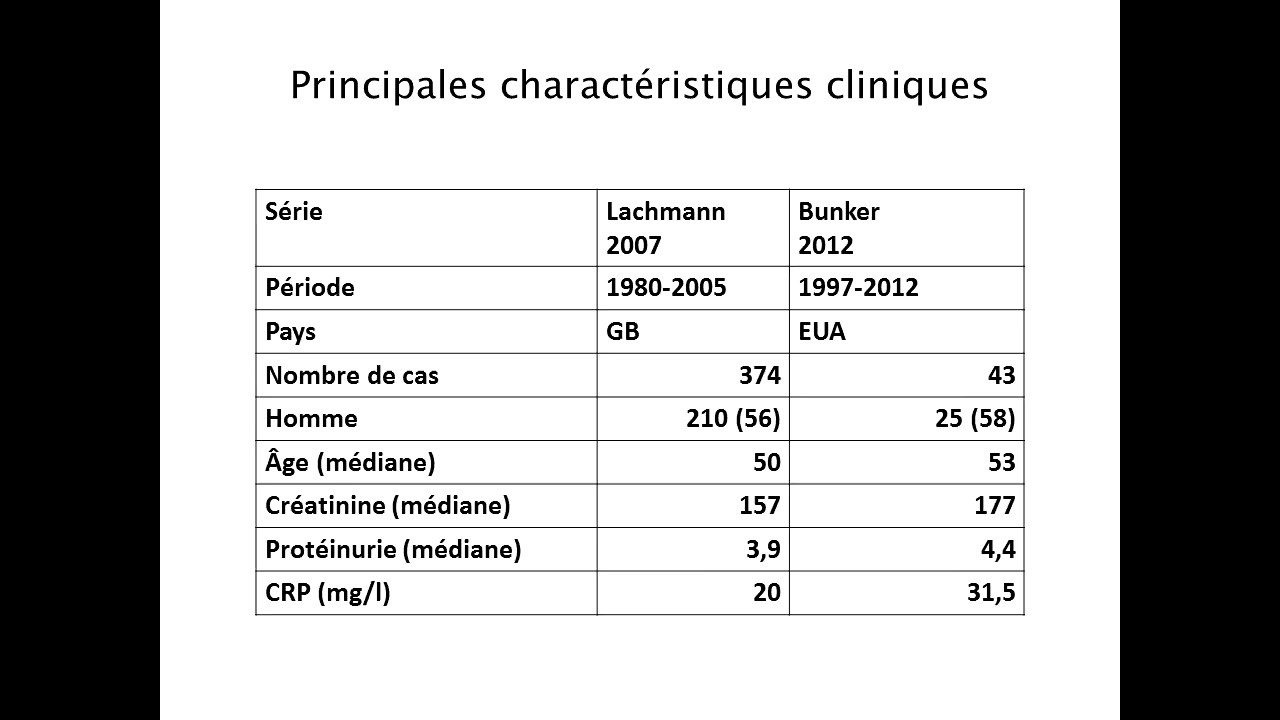 Principales charactéristiques cliniques
Série Lachmann 2007 Bunker 2012
Période 1980-2005 1997-2012
Pays GB EUA
Nombre de cas 374 43
Homme 210 (56) 25 (58)
Âge (médiane) 50 53
Créatinine (médiane) 157 177
Protéinurie (médiane) 3,9 4,4
CRP (mg/l) 20 31,5